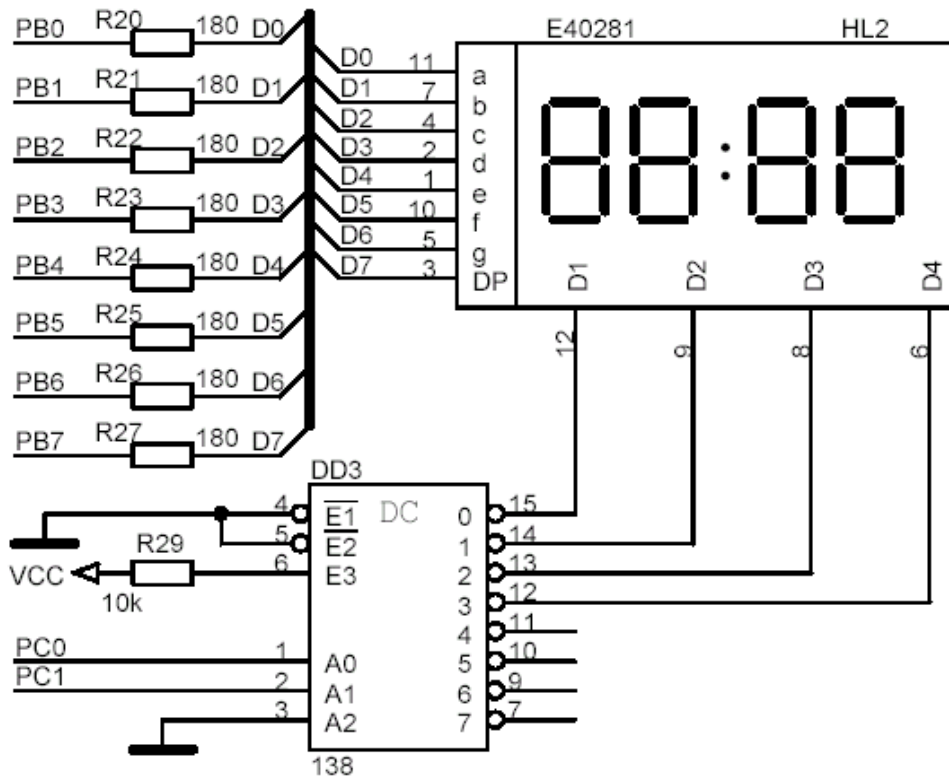 PB0 R20 180 D0
PB1 R21 180 D1
PB2 R22 180 D2
PB3 R23 180 D3
PB4 R24 180 D4
PB5 R25 180 D5
PB6 R26 180 D6
PB7 R27 180 D7
E40281 HL2
D0 11 a
D1 7 b
D2 4 c
D3 2 d
D4 1 e
D5 10 f
D6 5 g
D7 3 DP
88:88
D1 D2 D3 D4
12 9 8 6
DD3
DC
4 E1 0 15
5 E2 1 14
VCC R29 10k 6 E3 2 13
3 12
4 11
PC0 1 A0 5 10
PC1 2 A1 6 9
3 A2 7 7
138